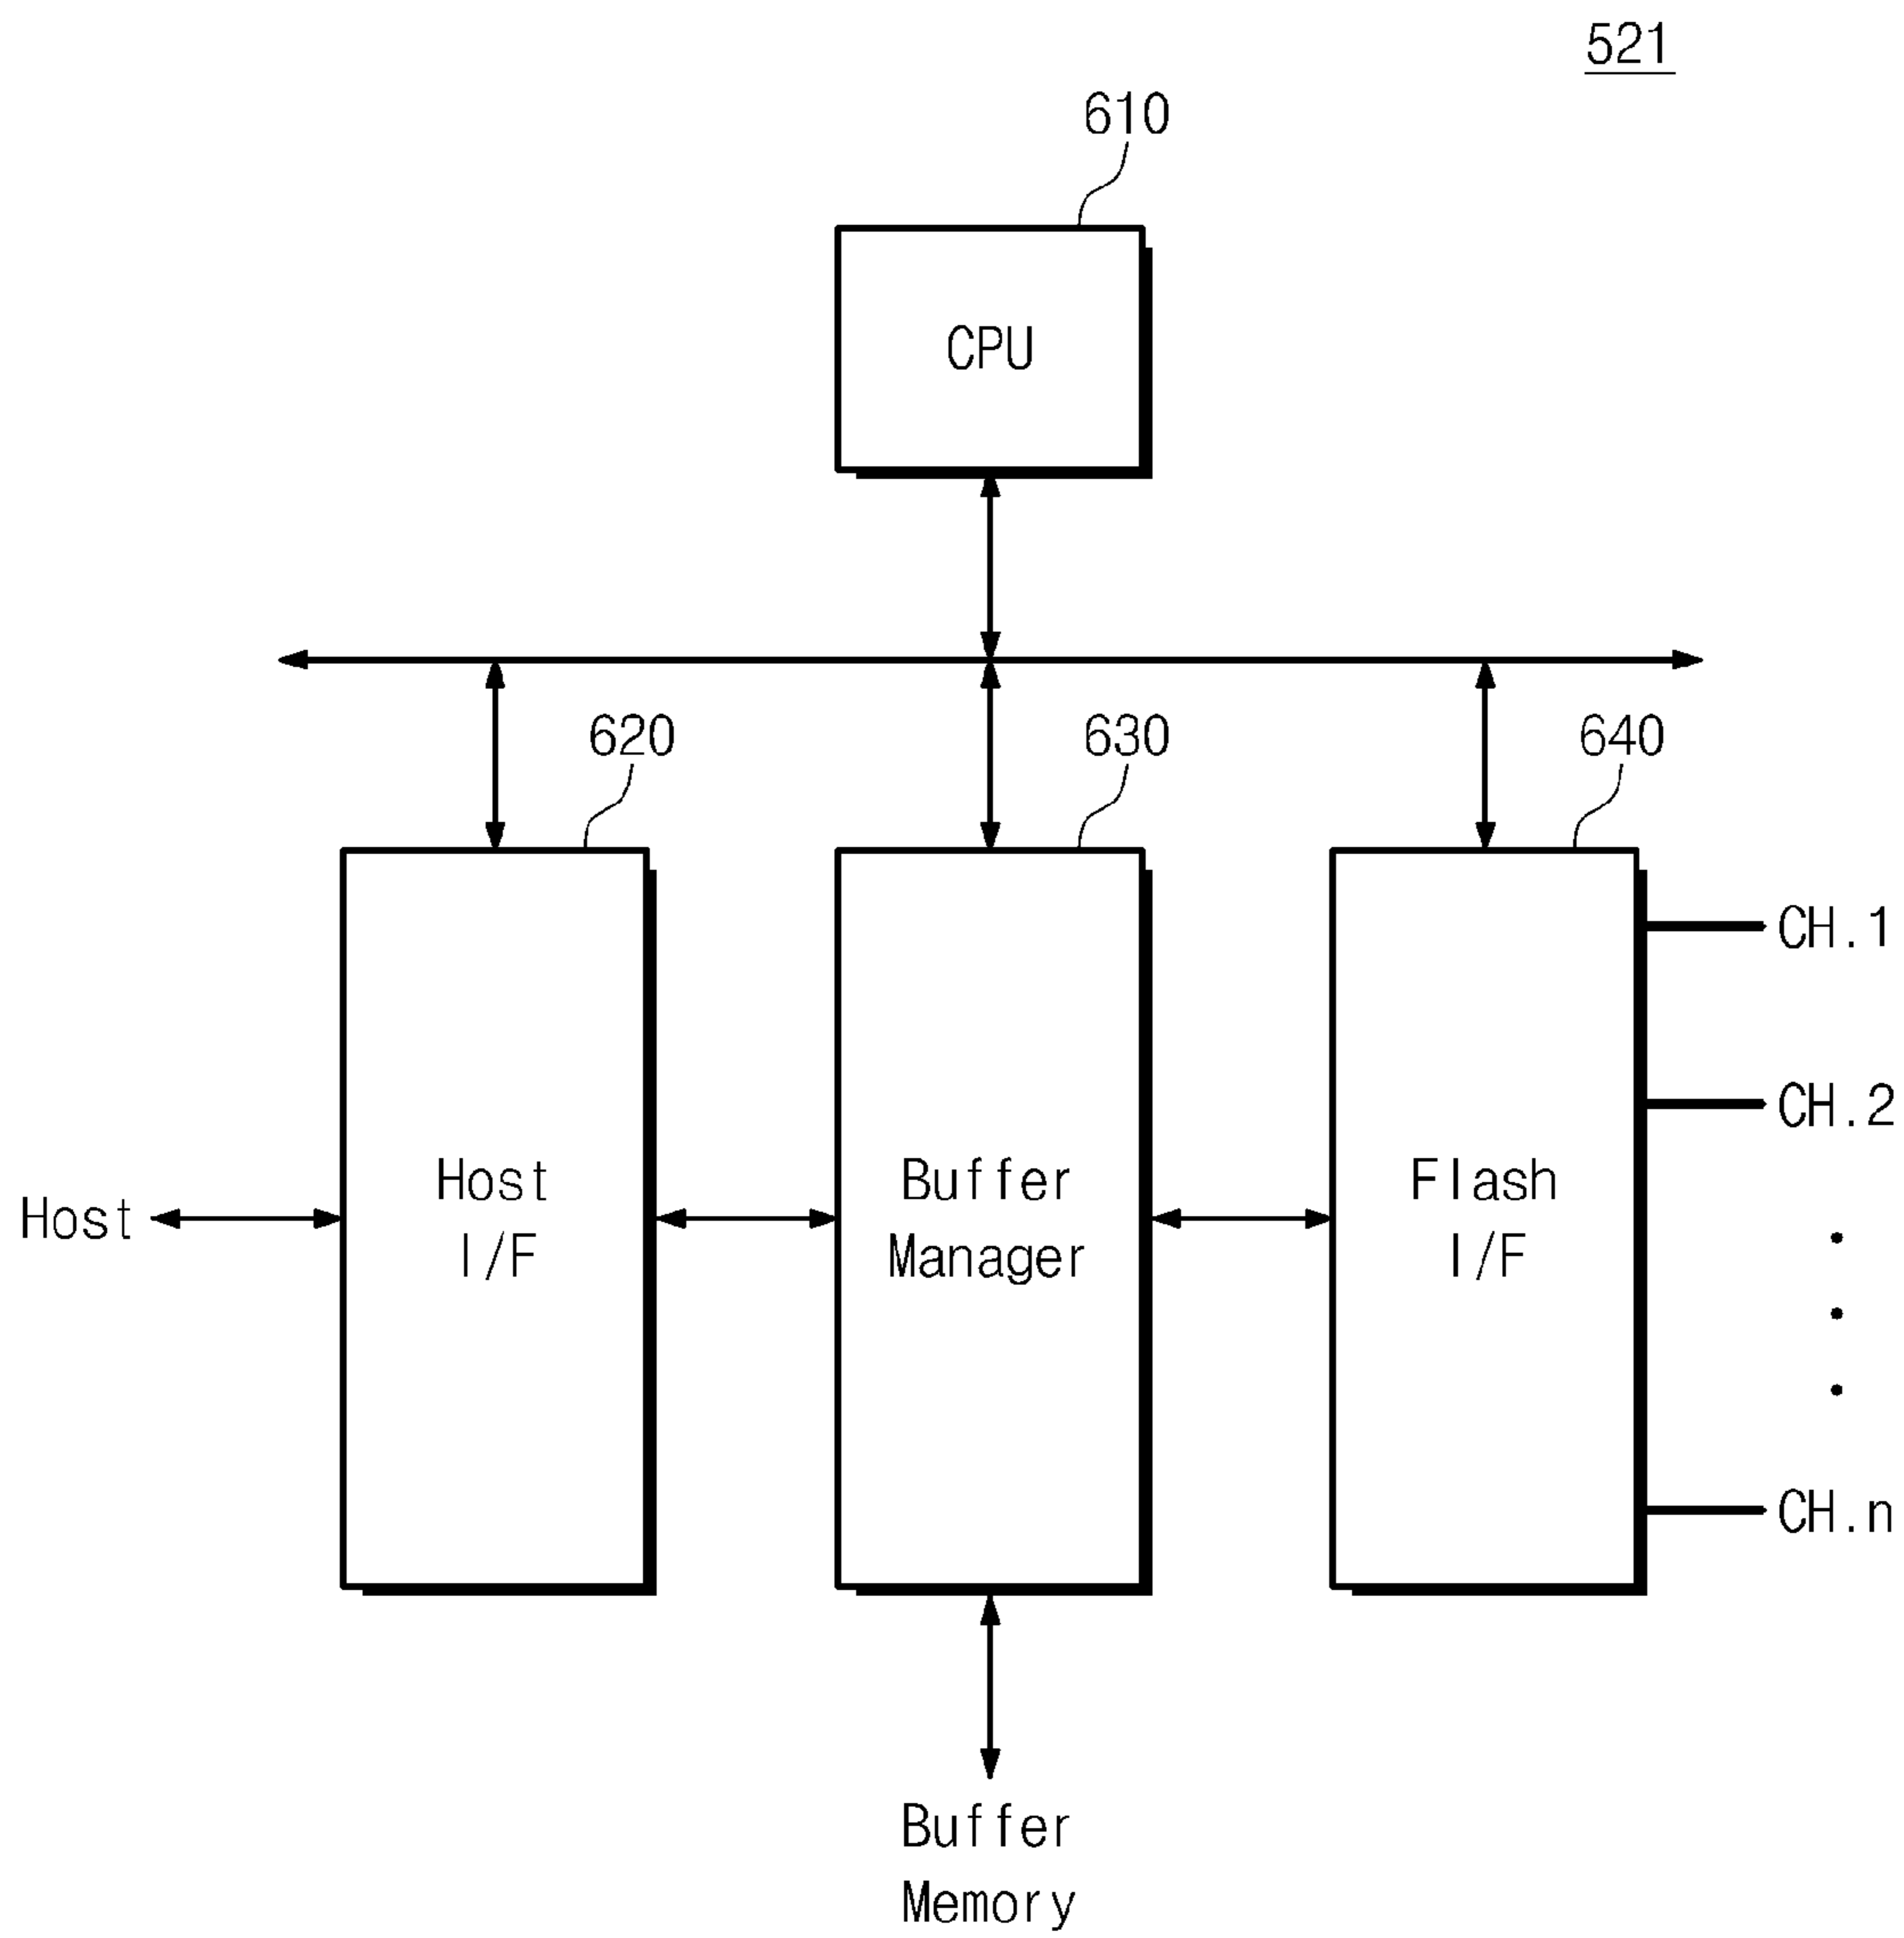 521
610
CPU
620
630
640
CH.1
CH.2
Host
Host
I/F
Buffer
Manager
Flash
I/F
CH.n
Buffer
Memory